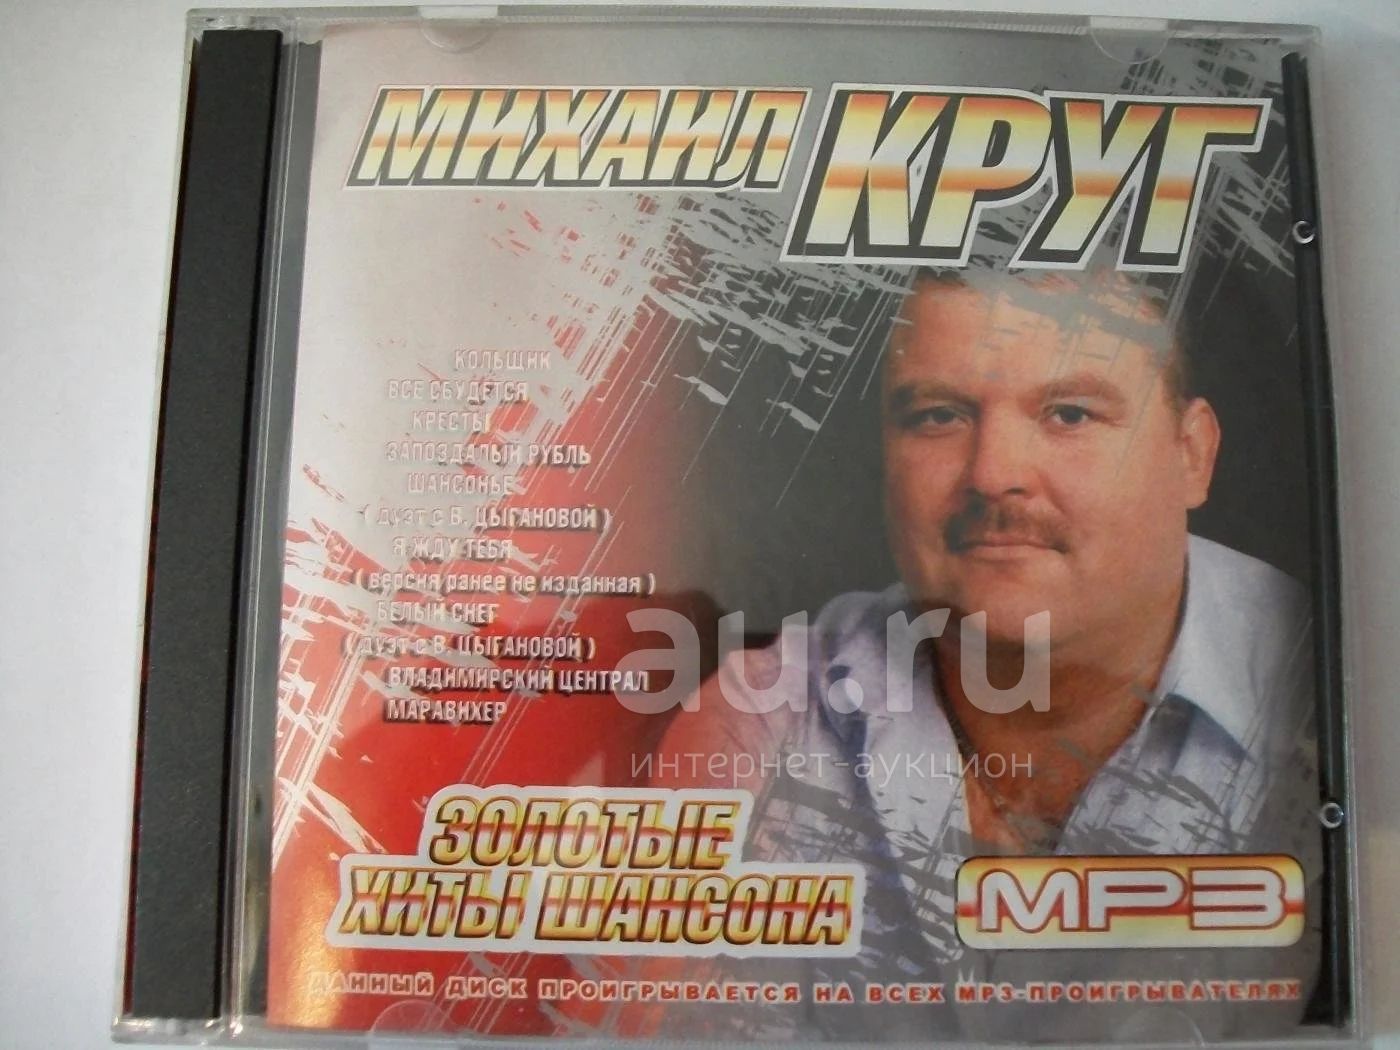 МИХАИЛ КРУГ
КОЛЬЩИК
ВСЕ СБУДЕТСЯ
КРЕСТЫ
ЗАПОЗДАЛЫЙ РУБЛЬ
ШАНСОНЬЕ
( ДУЭТ с В. ЦЫГАНОВОЙ )
Я ЖДУ ТЕБЯ
( версия ранее не изданная )
БЕЛЫЙ СНЕГ
( ДУЭТ с В. ЦЫГАНОВОЙ )
ВЛАДИМИРСКИЙ ЦЕНТРАЛ
МАРАВИХЕР
au.ru
интернет-аукцион
ЗОЛОТЫЕ
ХИТЫ ШАНСОНА
MP3
ДАННЫЙ ДИСК ПРОИГРЫВАЕТСЯ НА ВСЕХ MP3-ПРОИГРЫВАТЕЛЯХ